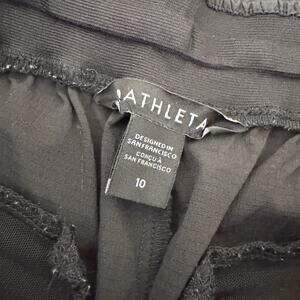 ATHLETA
DESIGNED IN
SAN FRANCISCO
CONÇU À
SAN FRANCISCO
10